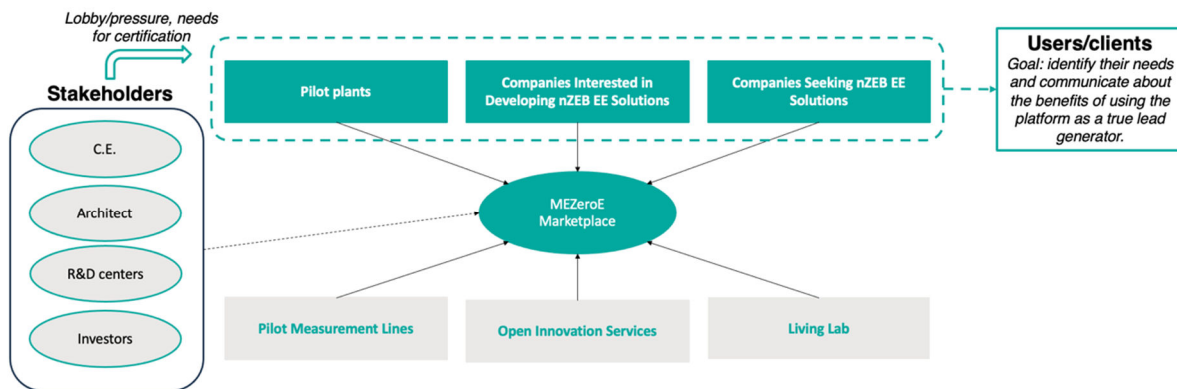 Lobby/pressure, needs
for certification
Stakeholders
C.E.
Architect
R&D centers
Investors
Pilot plants
Companies Interested in
Developing nZEB EE Solutions
Companies Seeking nZEB EE
Solutions
Users/clients
Goal: identify their needs
and communicate about
the benefits of using the
platform as a true lead
generator.
MEZeroE
Marketplace
Pilot Measurement Lines
Open Innovation Services
Living Lab